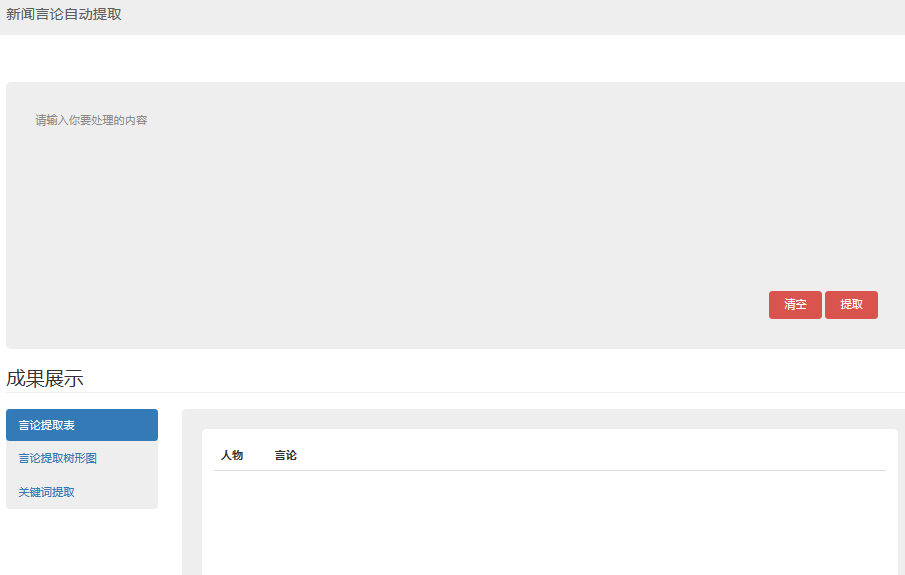 新闻言论自动提取
请输入你要处理的内容
清空 提取
成果展示
言论提取表
言论提取树形图
关键词提取
人物 言论